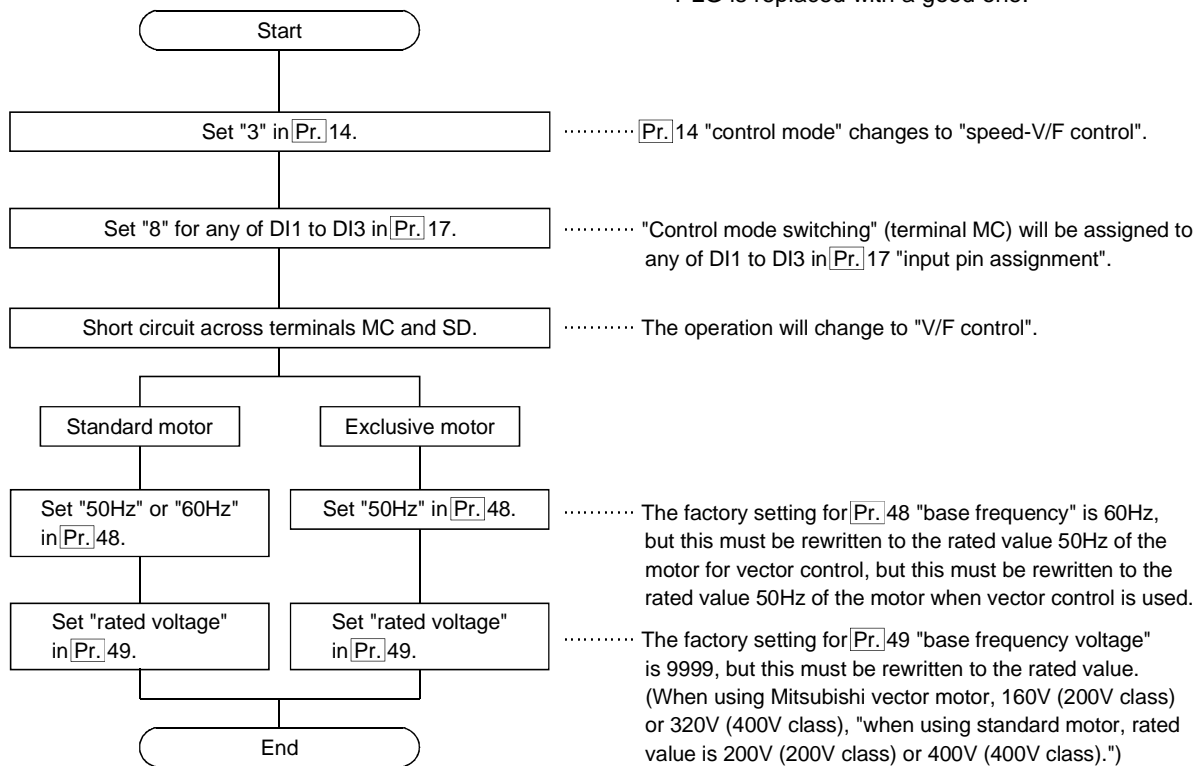 PLG is replaced with a good one.
Start
Set "3" in Pr. 14.
Pr. 14 "control mode" changes to "speed-V/F control".
Set "8" for any of DI1 to DI3 in Pr. 17.
"Control mode switching" (terminal MC) will be assigned to
any of DI1 to DI3 in Pr. 17 "input pin assignment".
Short circuit across terminals MC and SD.
The operation will change to "V/F control".
Standard motor
Exclusive motor
Set "50Hz" or "60Hz"
in Pr. 48.
Set "50Hz" in Pr. 48.
The factory setting for Pr. 48 "base frequency" is 60Hz,
but this must be rewritten to the rated value 50Hz of the
motor for vector control, but this must be rewritten to the
rated value 50Hz of the motor when vector control is used.
Set "rated voltage"
in Pr. 49.
Set "rated voltage"
in Pr. 49.
The factory setting for Pr. 49 "base frequency voltage"
is 9999, but this must be rewritten to the rated value.
(When using Mitsubishi vector motor, 160V (200V class)
or 320V (400V class), "when using standard motor, rated
value is 200V (200V class) or 400V (400V class).")
End